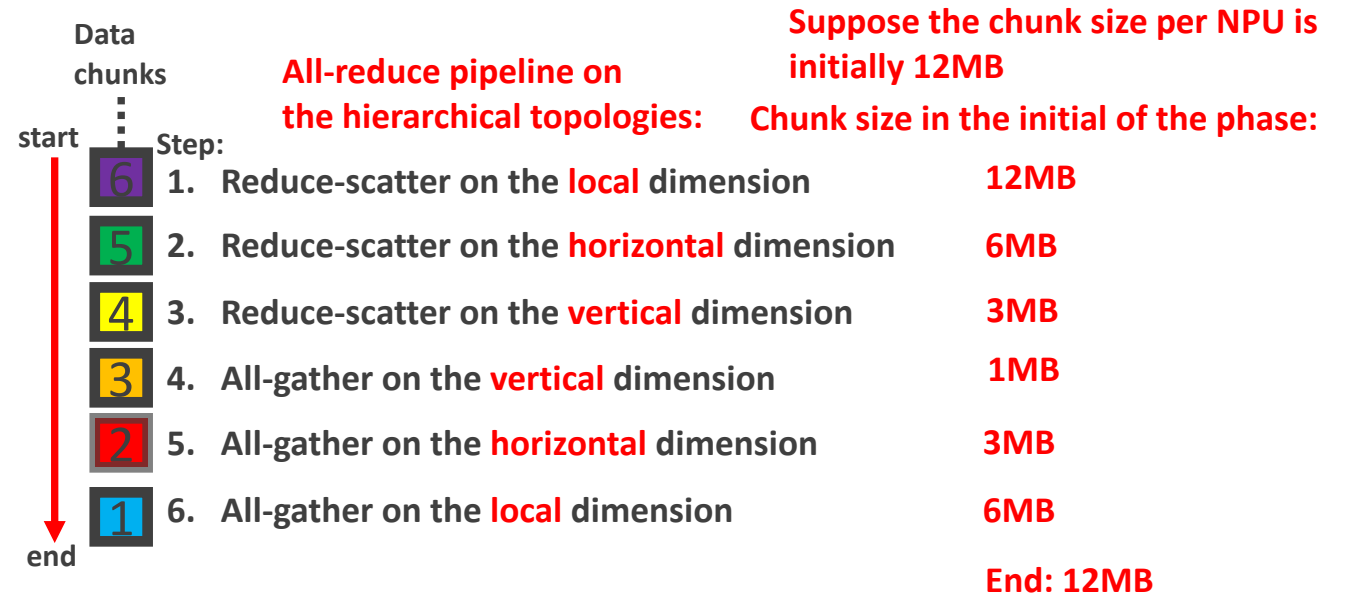 Data
chunks
Suppose the chunk size per NPU is
initially 12MB
All-reduce pipeline on
the hierarchical topologies:
Chunk size in the initial of the phase:
start
Step:
6 1. Reduce-scatter on the local dimension 12MB
5 2. Reduce-scatter on the horizontal dimension 6MB
4 3. Reduce-scatter on the vertical dimension 3MB
3 4. All-gather on the vertical dimension 1MB
2 5. All-gather on the horizontal dimension 3MB
1 6. All-gather on the local dimension 6MB
end
End: 12MB